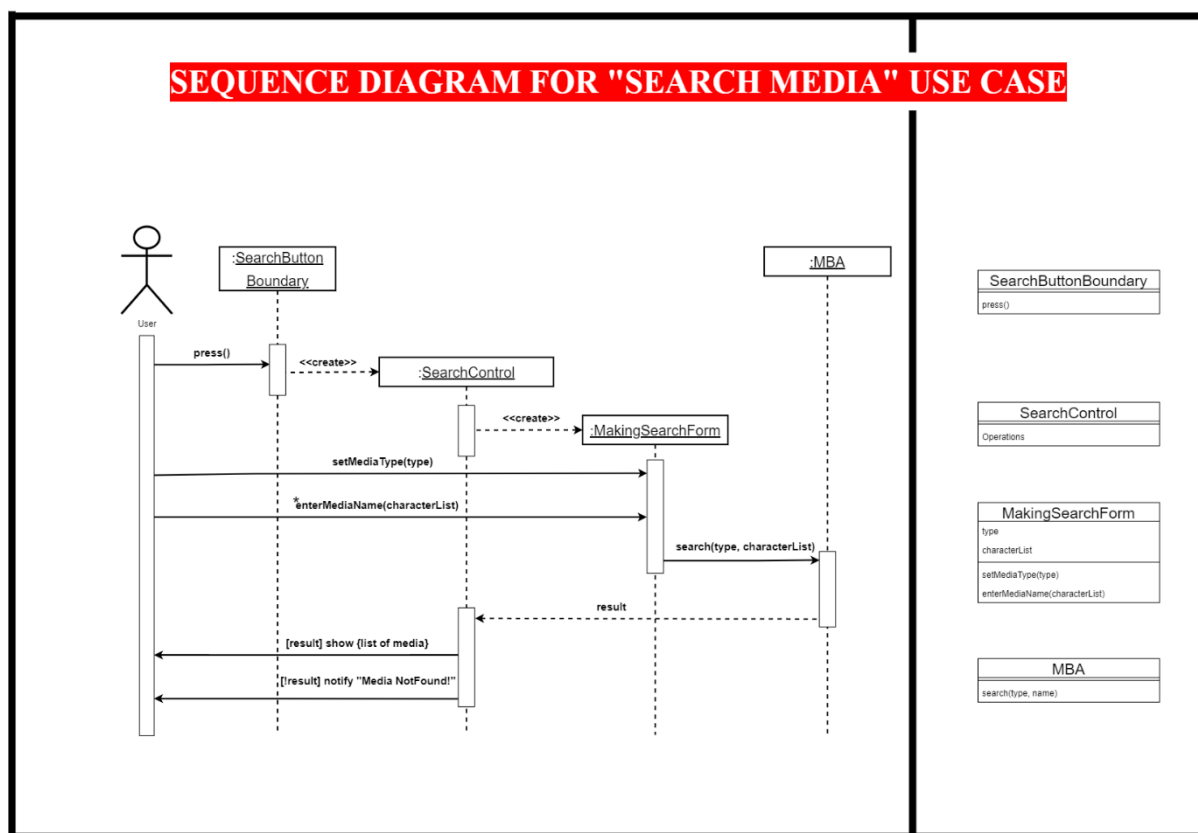 SEQUENCE DIAGRAM FOR "SEARCH MEDIA" USE CASE
:SearchButton
Boundary
:MBA
User
press()
<<create>>
:SearchControl
<<create>>
:MakingSearchForm
setMediaType(type)
*enterMediaName(characterList)
search(type, characterList)
result
[result] show {list of media}
[!result] notify "Media NotFound!"
SearchButtonBoundary
press()
SearchControl
Operations
MakingSearchForm
type
characterList
setMediaType(type)
enterMediaName(characterList)
MBA
search(type, name)